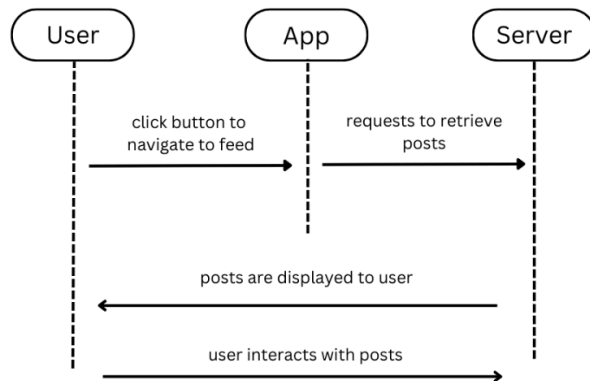 User
App
Server
click button to
navigate to feed
requests to retrieve
posts
posts are displayed to user
user interacts with posts